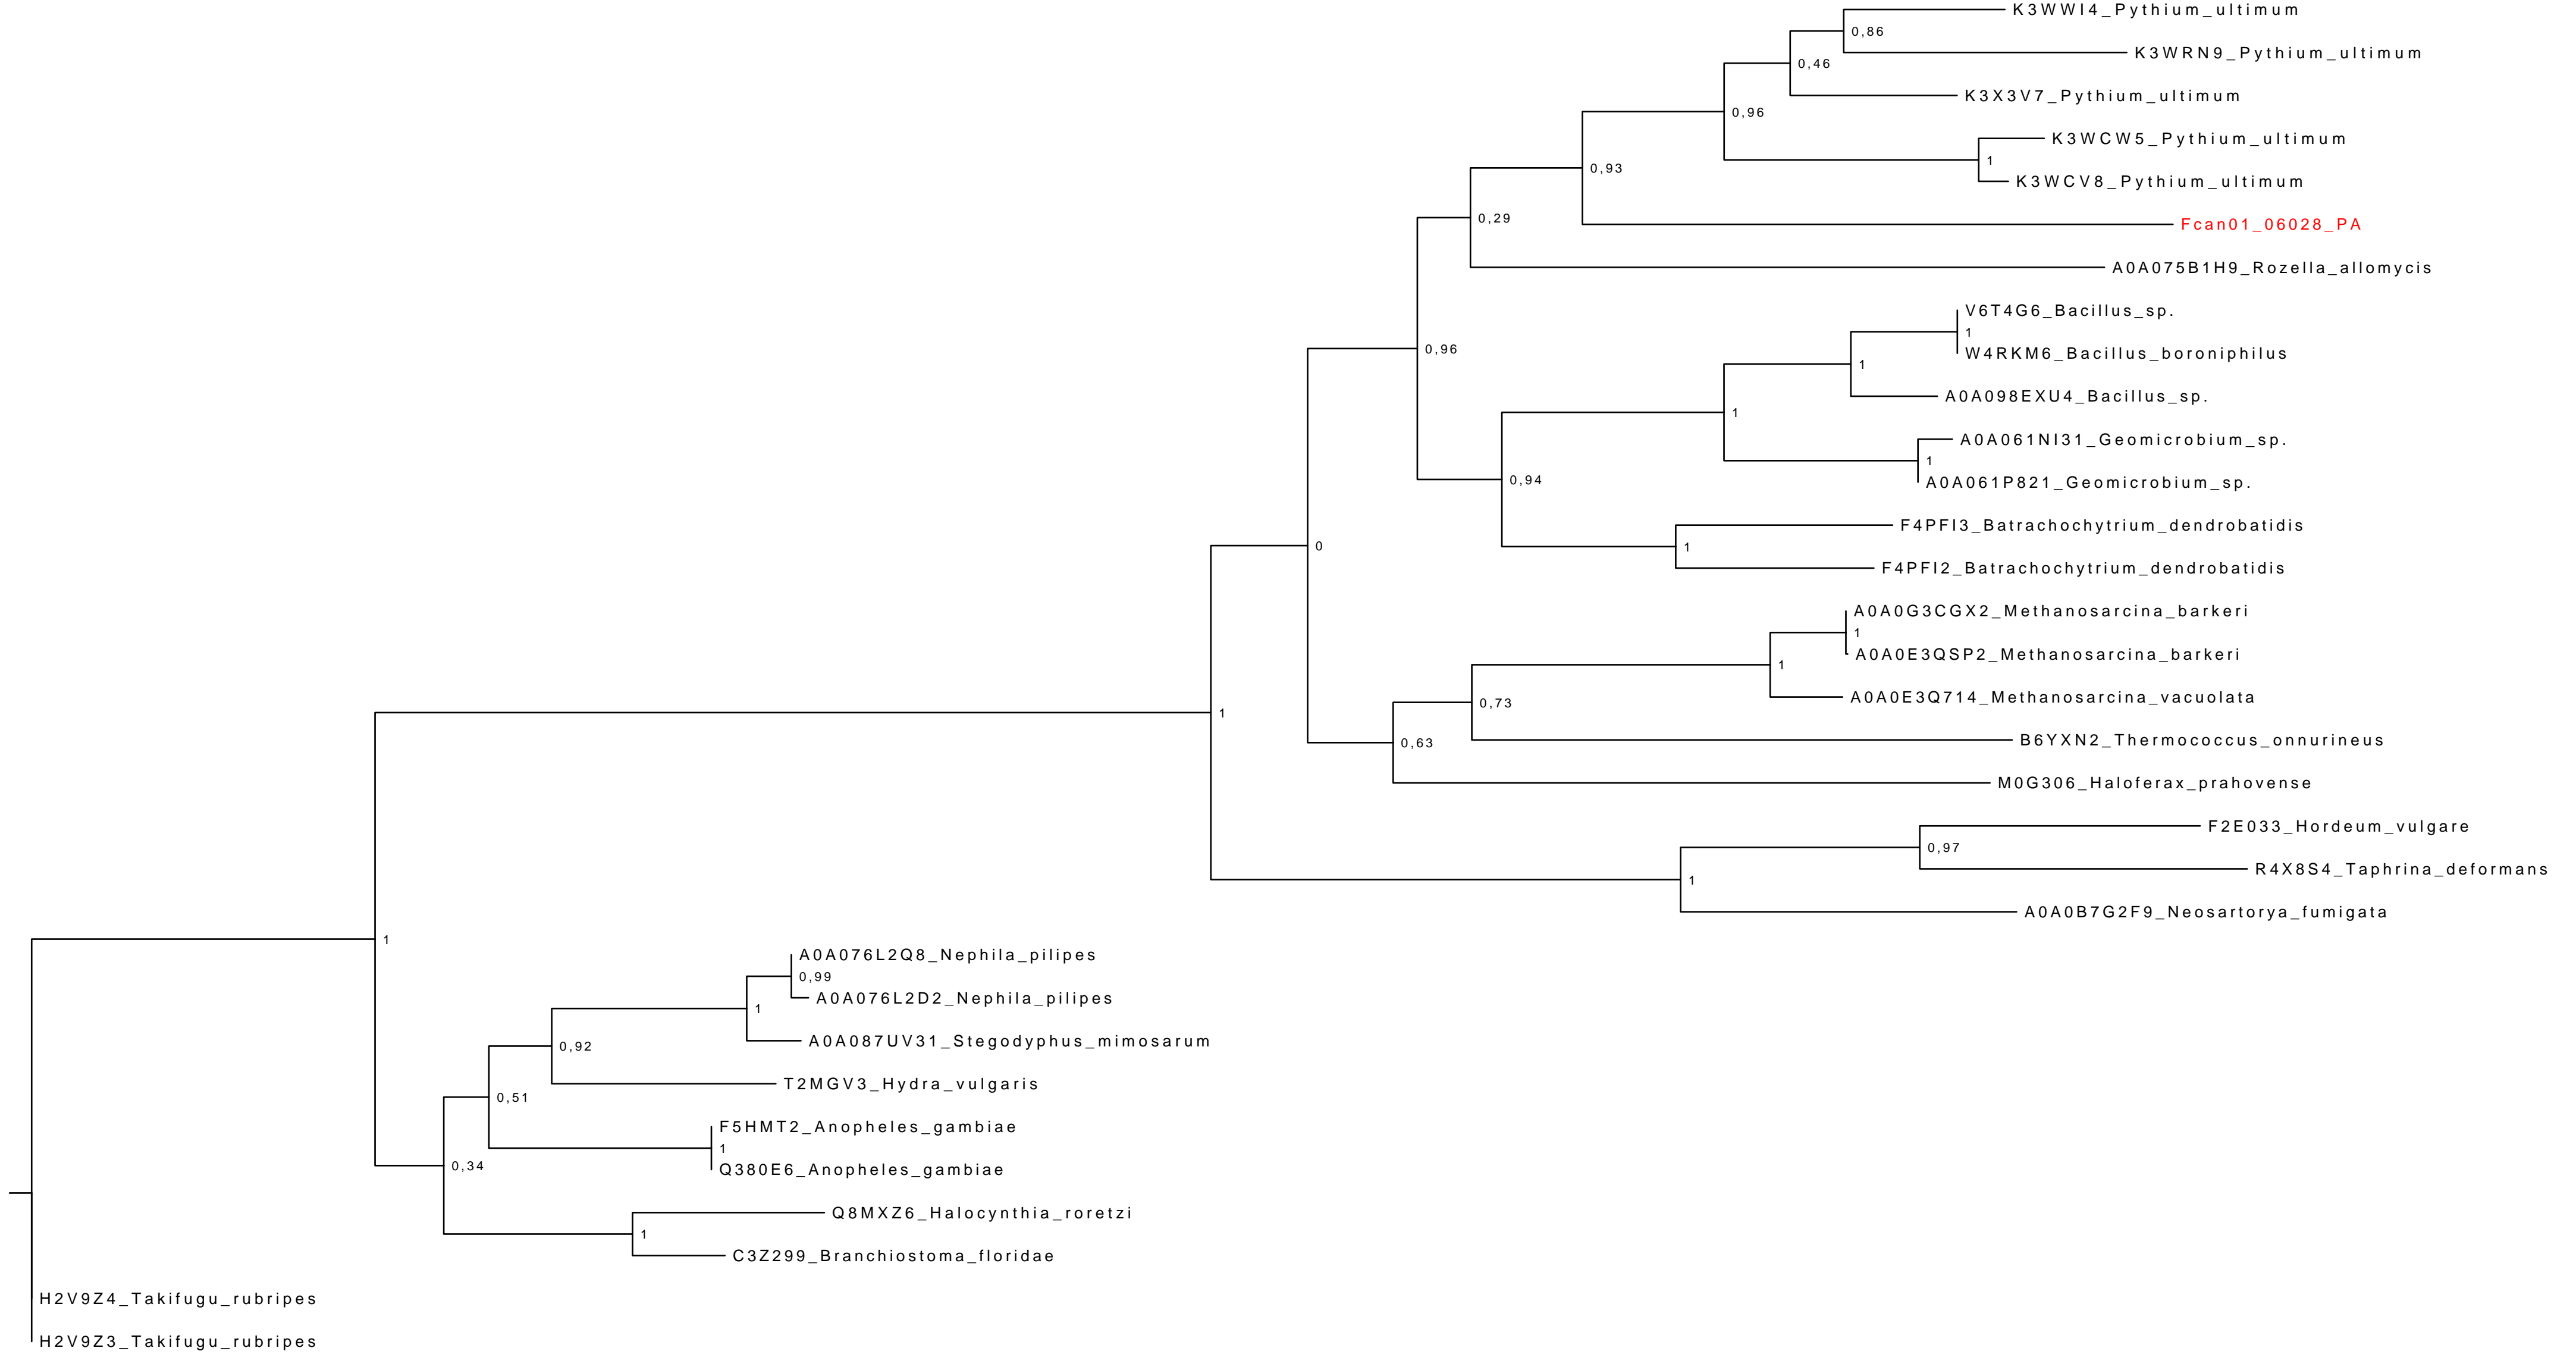 K3WWI4_Pythium_ultimum
0,86
K3WRN9_Pythium_ultimum
0,46
K3X3V7_Pythium_ultimum
0,96
K3WCW5_Pythium_ultimum
1
K3WCV8_Pythium_ultimum
0,93
Fcan01_06028_PA
0,29
A0A075B1H9_Rozella_allomycis
V6T4G6_Bacillus_sp.
1
W4RKM6_Bacillus_boroniphilus
0,96
1
A0A098EXU4_Bacillus_sp.
1
A0A061NI31_Geomicrobium_sp.
1
A0A061P821_Geomicrobium_sp.
0,94
F4PFI3_Batrachochytrium_dendrobatidis
0
1
F4PFI2_Batrachochytrium_dendrobatidis
A0A0G3CGX2_Methanosarcina_barkeri
1
A0A0E3QSP2_Methanosarcina_barkeri
1
A0A0E3Q714_Methanosarcina_vacuolata
0,73
1
B6YXN2_Thermococcus_onnurineus
0,63
M0G306_Haloferax_prahovense
F2E033_Hordeum_vulgare
0,97
R4X8S4_Taphrina_deformans
1
A0A0B7G2F9_Neosartorya_fumigata
1
A0A076L2Q8_Nephila_pilipes
0,99
A0A076L2D2_Nephila_pilipes
1
A0A087UV31_Stegodyphus_mimosarum
0,92
T2MGV3_Hydra_vulgaris
0,51
F5HMT2_Anopheles_gambiae
1
0,34
Q380E6_Anopheles_gambiae
Q8MXZ6_Halocynthia_roretzi
1
C3Z299_Branchiostoma_floridae
H2V9Z4_Takifugu_rubripes
H2V9Z3_Takifugu_rubripes